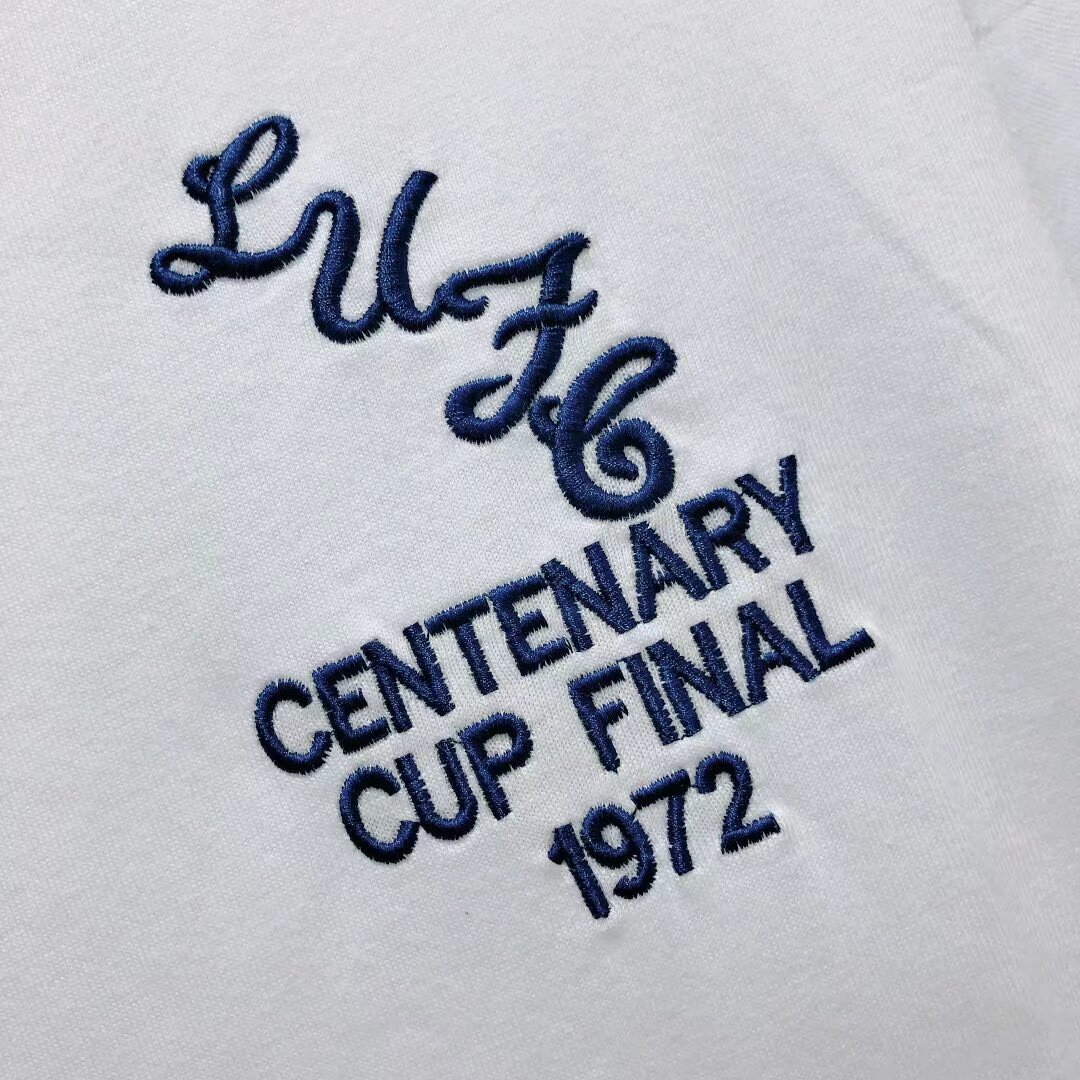 LUFC
CENTENARY
CUP FINAL
1972